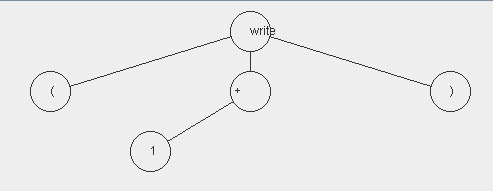 write
( + )
1